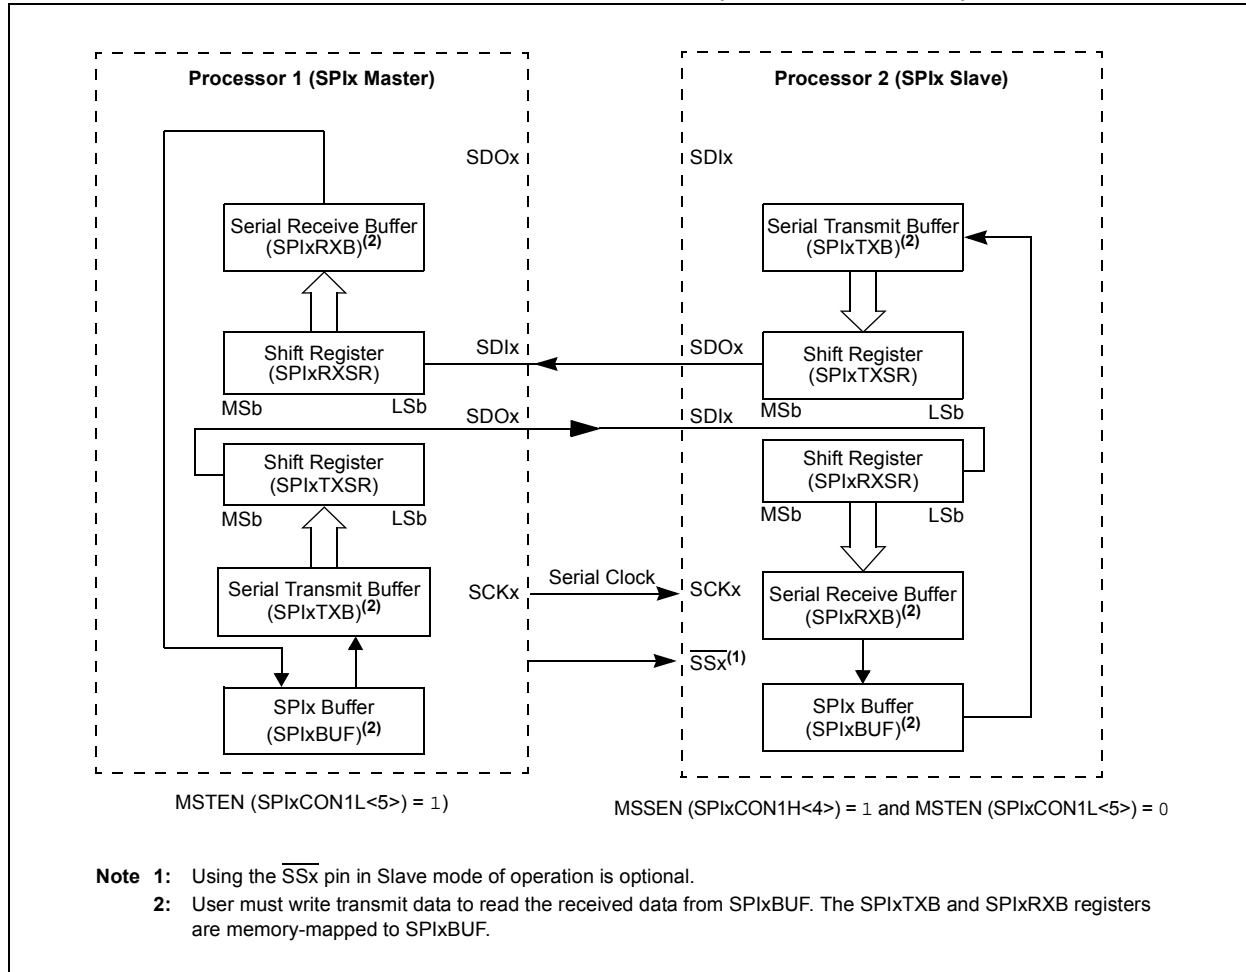 Processor 1 (SPIx Master)
SDOx
Serial Receive Buffer
(SPIxRXB)(2)
Shift Register
(SPIxRXSR)
SDIx
MSb
LSb
SDOx
Shift Register
(SPIxTXSR)
MSb
LSb
Serial Transmit Buffer
(SPIxTXB)(2)
SCKx
Serial Clock
SPIx Buffer
(SPIxBUF)(2)
MSTEN (SPIxCON1L<5>) = 1)
Processor 2 (SPIx Slave)
SDIx
Serial Transmit Buffer
(SPIxTXB)(2)
SDOx
Shift Register
(SPIxTXSR)
MSb
LSb
SDIx
Shift Register
(SPIxRXSR)
MSb
LSb
SCKx
Serial Receive Buffer
(SPIxRXB)(2)
SSx(1)
SPIx Buffer
(SPIxBUF)(2)
MSSEN (SPIxCON1H<4>) = 1 and MSTEN (SPIxCON1L<5>) = 0
Note 1: Using the SSx pin in Slave mode of operation is optional.
2: User must write transmit data to read the received data from SPIxBUF. The SPIxTXB and SPIxRXB registers
are memory-mapped to SPIxBUF.